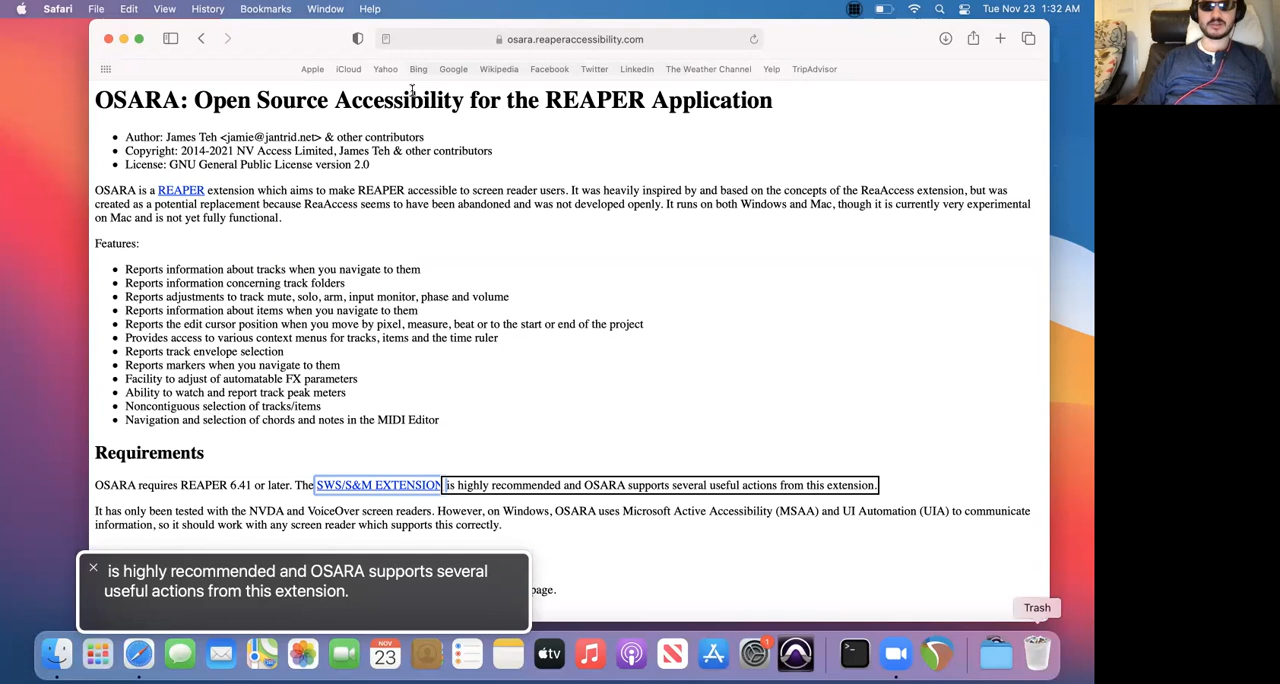 Safari File Edit View History Bookmarks Window Help Tue Nov 23 1:32 AM
osara.reaperaccessibility.com
Apple iCloud Yahoo Bing Google Wikipedia Facebook Twitter LinkedIn The Weather Channel Yelp TripAdvisor
OSARA: Open Source Accessibility for the REAPER Application
Author: James Teh <jamie@jantrid.net> & other contributors
Copyright: 2014-2021 NV Access Limited, James Teh & other contributors
License: GNU General Public License version 2.0
OSARA is a REAPER extension which aims to make REAPER accessible to screen reader users. It was heavily inspired by and based on the concepts of the ReaAccess extension, but was
created as a potential replacement because ReaAccess seems to have been abandoned and was not developed openly. It runs on both Windows and Mac, though it is currently very experimental
on Mac and is not yet fully functional.
Features:
Reports information about tracks when you navigate to them
Reports information concerning track folders
Reports adjustments to track mute, solo, arm, input monitor, phase and volume
Reports information about items when you navigate to them
Reports the edit cursor position when you move by pixel, measure, beat or to the start or end of the project
Provides access to various context menus for tracks, items and the time ruler
Reports track envelope selection
Reports markers when you navigate to them
Facility to adjust of automatable FX parameters
Ability to watch and report track peak meters
Noncontiguous selection of tracks/items
Navigation and selection of chords and notes in the MIDI Editor
Requirements
OSARA requires REAPER 6.41 or later. The SWS/S&M EXTENSION is highly recommended and OSARA supports several useful actions from this extension.
It has only been tested with the NVDA and VoiceOver screen readers. However, on Windows, OSARA uses Microsoft Active Accessibility (MSAA) and UI Automation (UIA) to communicate
information, so it should work with any screen reader which supports this correctly.
page.
is highly recommended and OSARA supports several
useful actions from this extension.
Trash
NOV
23
tv
1